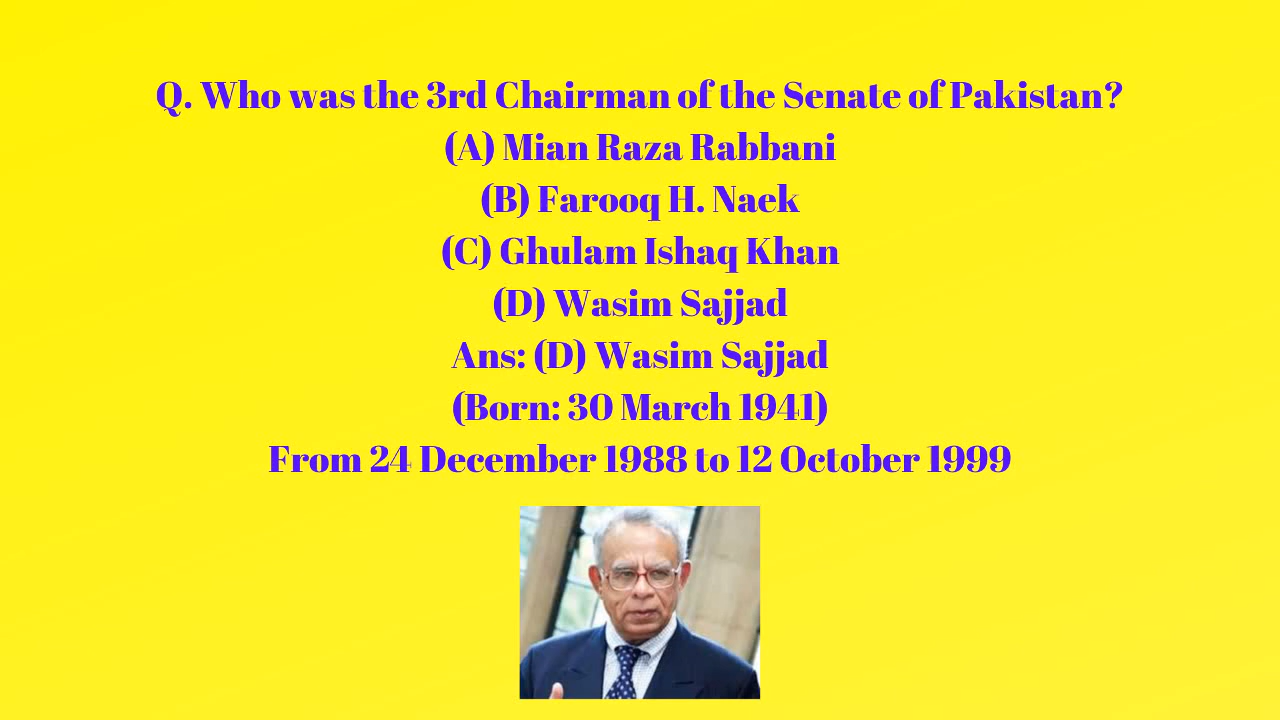 Q. Who was the 3rd Chairman of the Senate of Pakistan?
(A) Mian Raza Rabbani
(B) Farooq H. Naek
(C) Ghulam Ishaq Khan
(D) Wasim Sajjad
Ans: (D) Wasim Sajjad
(Born: 30 March 1941)
From 24 December 1988 to 12 October 1999